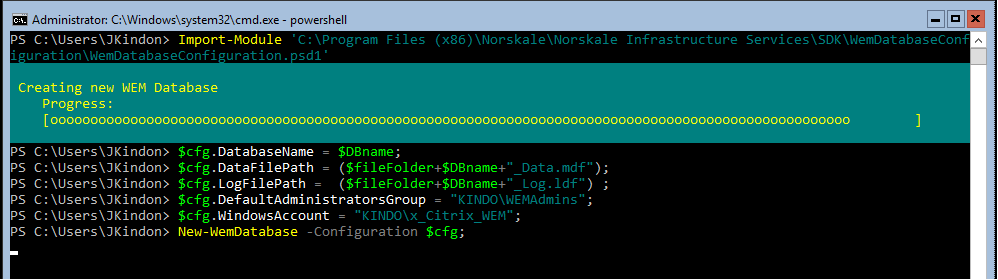 Administrator: C:\Windows\system32\cmd.exe - powershell
PS C:\Users\JKindon> Import-Module 'C:\Program Files (x86)\Norskale\Norskale Infrastructure Services\SDK\WemDatabaseConf
iguration\WemDatabaseConfiguration.psd1'
Creating new WEM Database
Progress:
[oooooooooooooooooooooooooooooooooooooooooooooooooooooooooooooooooooooooooooooooooooooooooooooooooooo        ]
PS C:\Users\JKindon> $cfg.DatabaseName = $DBname;
PS C:\Users\JKindon> $cfg.DataFilePath = ($fileFolder+$DBname+"_Data.mdf");
PS C:\Users\JKindon> $cfg.LogFilePath =  ($fileFolder+$DBname+"_Log.ldf") ;
PS C:\Users\JKindon> $cfg.DefaultAdministratorsGroup = "KINDO\WEMAdmins";
PS C:\Users\JKindon> $cfg.WindowsAccount = "KINDO\x_Citrix_WEM";
PS C:\Users\JKindon> New-WemDatabase -Configuration $cfg;